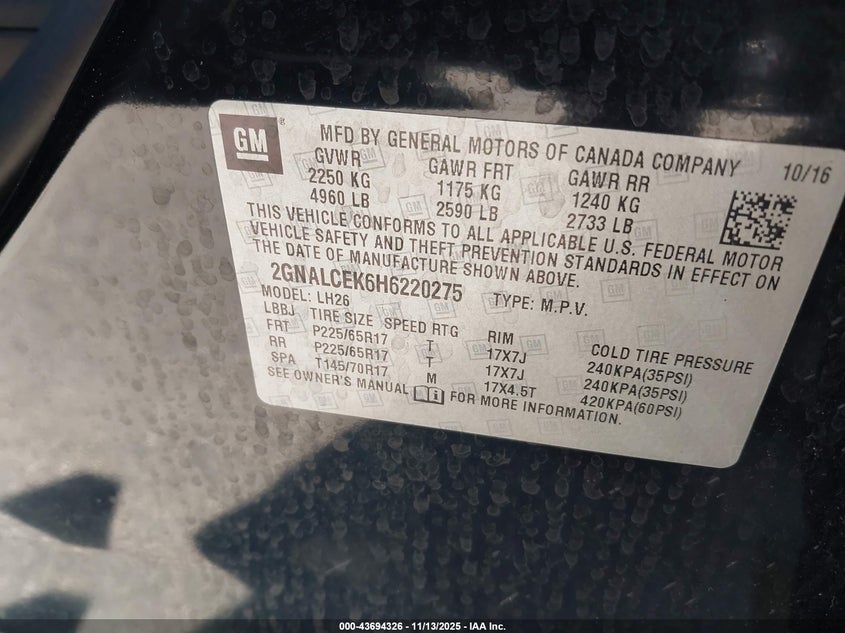 GM ®
MFD BY GENERAL MOTORS OF CANADA COMPANY 10/16
GVWR GAWR FRT GAWR RR
2250 KG 1175 KG 1240 KG
4960 LB 2590 LB 2733 LB
THIS VEHICLE CONFORMS TO ALL APPLICABLE U.S. FEDERAL MOTOR
VEHICLE SAFETY AND THEFT PREVENTION STANDARDS IN EFFECT ON
THE DATE OF MANUFACTURE SHOWN ABOVE.
2GNALCEK6H6220275 TYPE: M.P.V.
MODEL: LH26
LBBJ TIRE SIZE SPEED RTG RIM COLD TIRE PRESSURE
FRT P225/65R17 T 17X7J 240KPA(35PSI)
RR P225/65R17 T 17X7J 240KPA(35PSI)
SPA T145/70R17 M 17X4.5T 420KPA(60PSI)
SEE OWNER'S MANUAL FOR MORE INFORMATION.
000-43694326 - 11/13/2025 - IAA Inc.